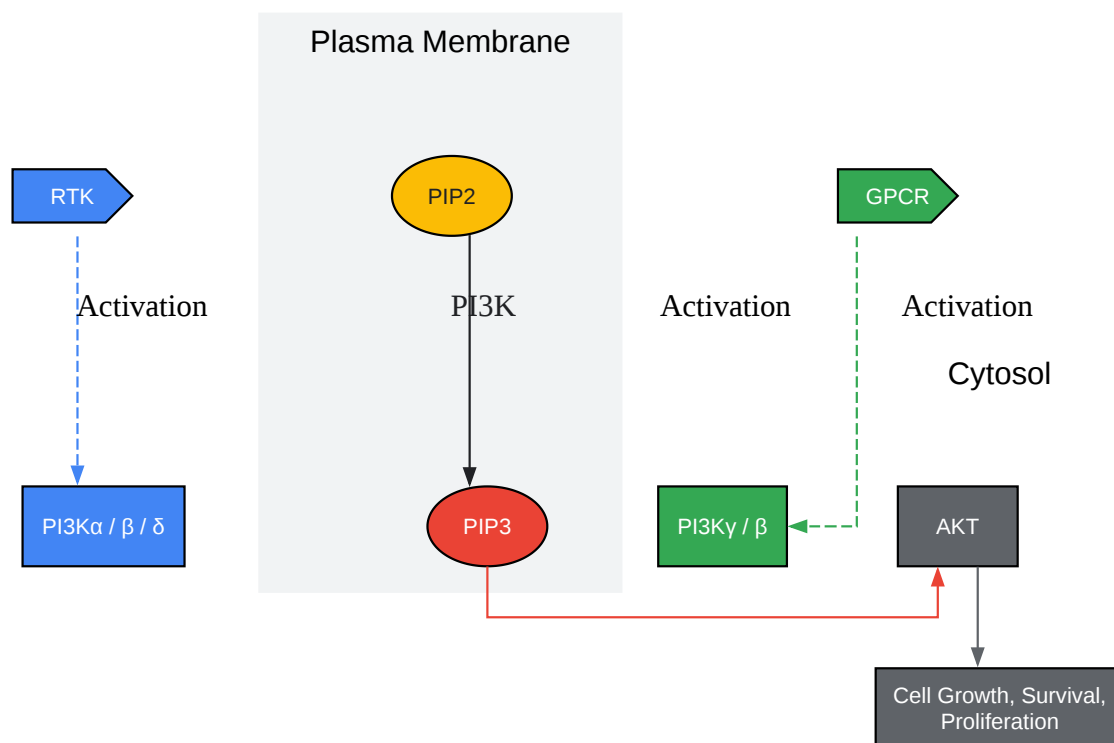 Plasma Membrane
RTK
PIP2
GPCR
Activation
PI3K
Activation
Activation
Cytosol
PI3Kα / β / δ
PIP3
PI3Kγ / β
AKT
Cell Growth, Survival,
Proliferation